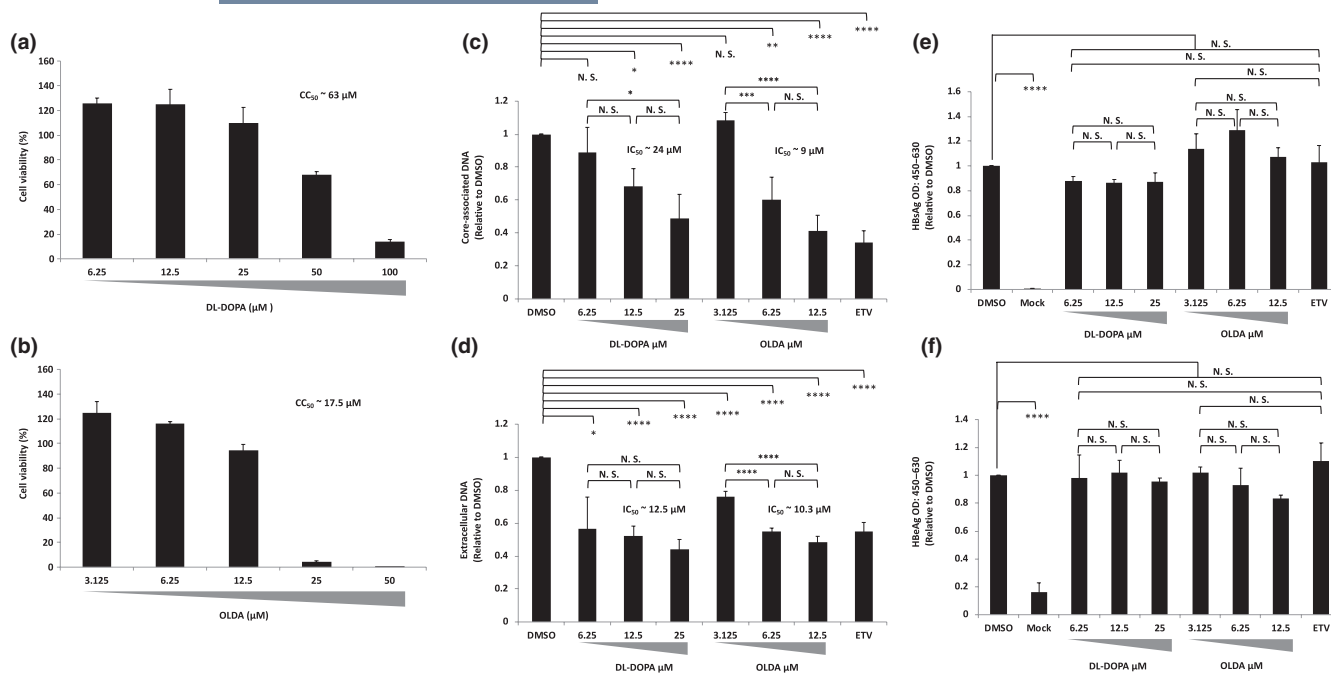 (a)
160
140
120
100
80
60
40
20
0
Cell viability (%)
CC50 ~ 63 μM
6.25 12.5 25 50 100
DL-DOPA (μM )
(b)
160
140
120
100
80
60
40
20
0
Cell viability (%)
CC50 ~ 17.5 μM
3.125 6.25 12.5 25 50
OLDA (μM)
(c)
****
****
**
N. S.
****
*
N. S.
1.2
1
0.8
0.6
0.4
0.2
0
Core-associated DNA
(Relative to DMSO)
* ****
N. S. N. S. *** N. S.
IC50 ~ 24 μM IC50 ~ 9 μM
DMSO 6.25 12.5 25 3.125 6.25 12.5 ETV
DL-DOPA μM OLDA μM
(d)
****
****
****
****
****
****
*
1.2
1
0.8
0.6
0.4
0.2
0
Extracellular DNA
(Relative to DMSO)
N. S. ****
N. S. N. S. **** N. S.
IC50 ~ 12.5 μM IC50 ~ 10.3 μM
DMSO 6.25 12.5 25 3.125 6.25 12.5 ETV
DL-DOPA μM OLDA μM
(e)
N. S.
N. S.
N. S.
****
1.6
1.4
1.2
1
0.8
0.6
0.4
0.2
0
HBsAg OD: 450–630
(Relative to DMSO)
N. S.
N. S. N. S.
N. S.
N. S. N. S.
DMSO Mock 6.25 12.5 25 3.125 6.25 12.5 ETV
DL-DOPA μM OLDA μM
(f)
N. S.
N. S.
N. S.
****
1.4
1.2
1
0.8
0.6
0.4
0.2
0
HBeAg OD: 450–630
(Relative to DMSO)
N. S. N. S.
N. S. N. S. N. S. N. S.
DMSO Mock 6.25 12.5 25 3.125 6.25 12.5 ETV
DL-DOPA μM OLDA μM